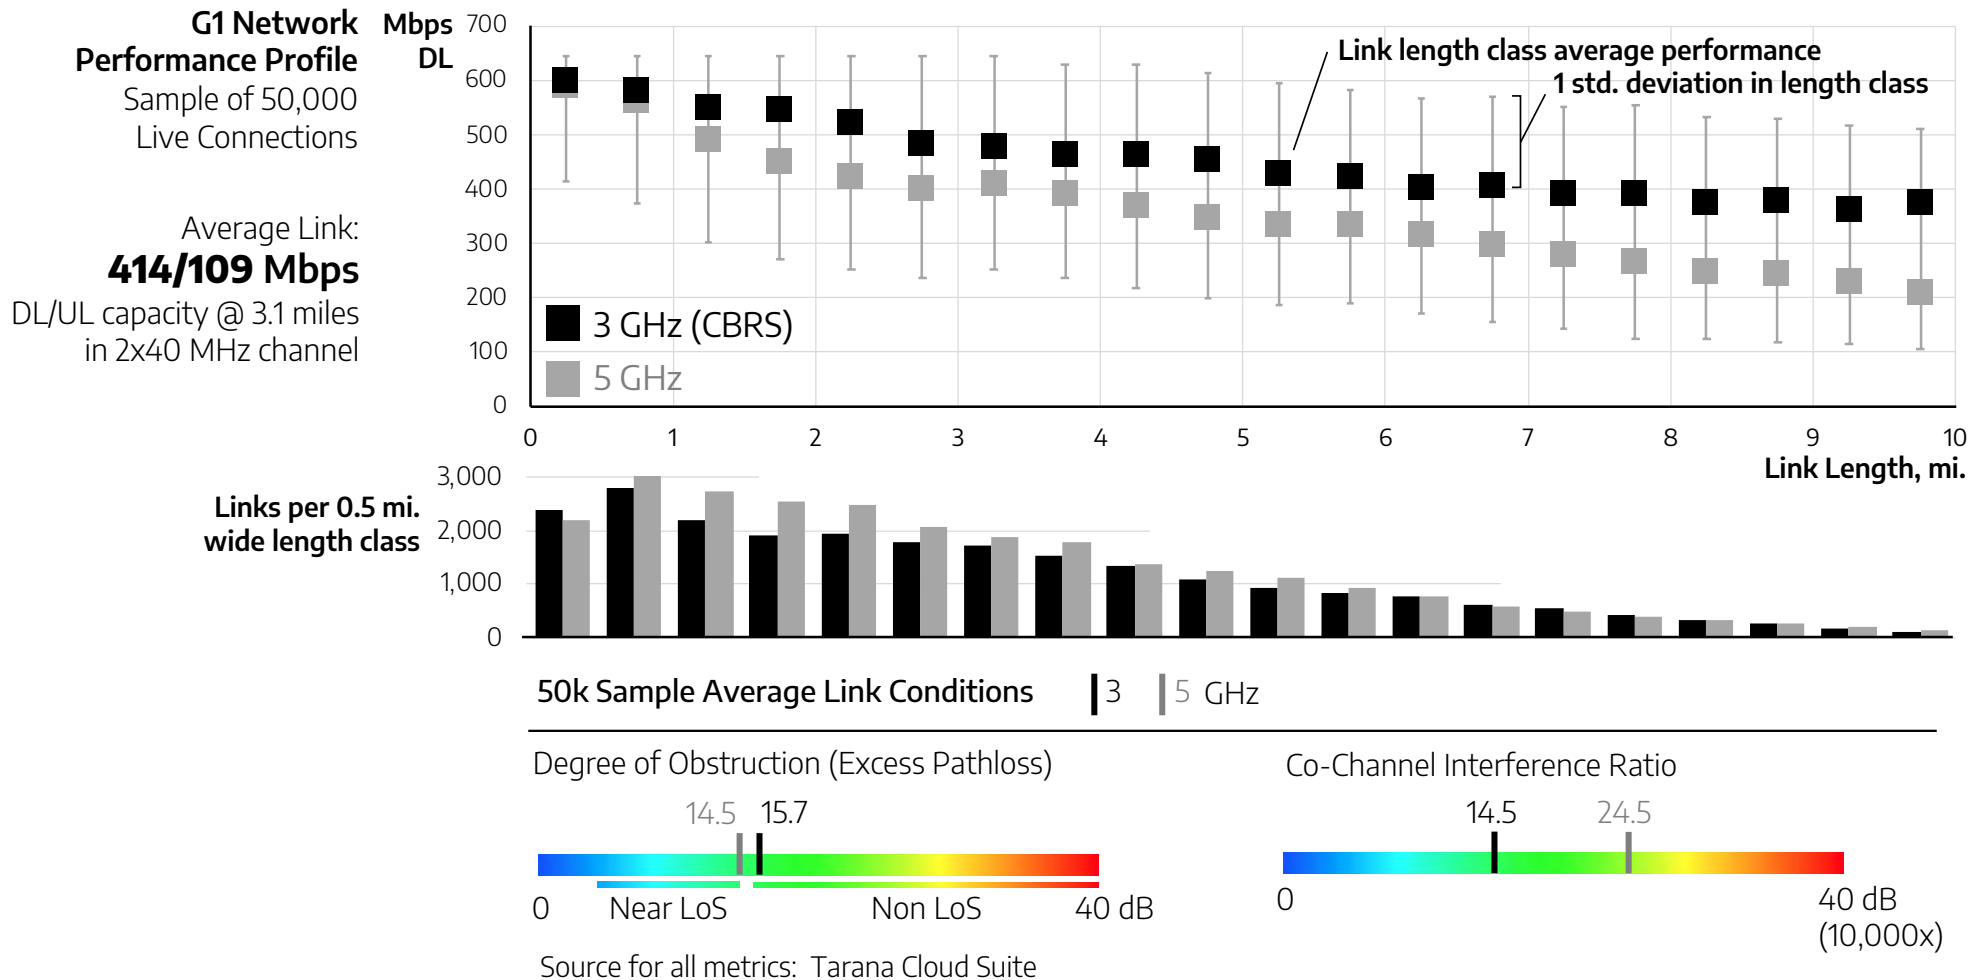 G1 Network
Performance Profile
Sample of 50,000
Live Connections
Average Link:
414/109 Mbps
DL/UL capacity @ 3.1 miles
in 2x40 MHz channel
Mbps
DL
700
600
500
400
300
200
100
0
Link length class average performance
1 std. deviation in length class
3 GHz (CBRS)
5 GHz
0 1 2 3 4 5 6 7 8 9 10
Link Length, mi.
Links per 0.5 mi.
wide length class
3,000
2,000
1,000
0
50k Sample Average Link Conditions 3 5 GHz
Degree of Obstruction (Excess Pathloss)
14.5 15.7
0 Near LoS Non LoS 40 dB
Co-Channel Interference Ratio
14.5 24.5
0 40 dB
(10,000x)
Source for all metrics: Tarana Cloud Suite